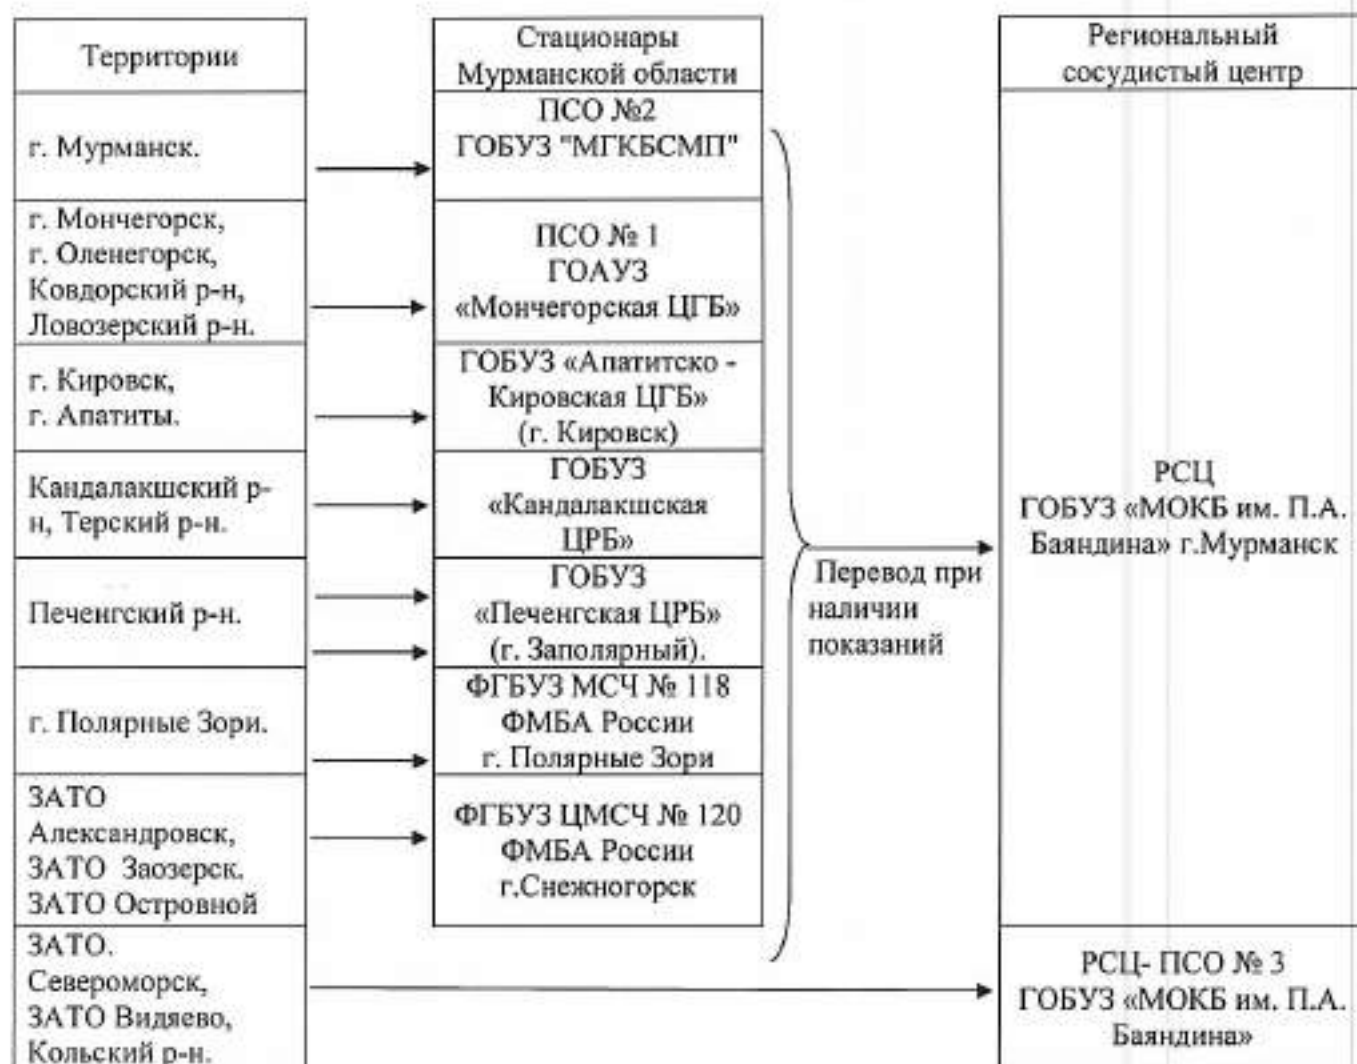 Территории
Стационары
Мурманской области
Региональный
сосудистый центр
г. Мурманск.
ПСО №2
ГОБУЗ "МГКБСМП"
г. Мончегорск,
г. Оленегорск,
Ковдорский р-н,
Ловозерский р-н.
ПСО № 1
ГОАУЗ
«Мончегорская ЦГБ»
г. Кировск,
г. Апатиты.
ГОБУЗ «Апатитско -
Кировская ЦГБ»
(г. Кировск)
Кандалакшский р-
н, Терский р-н.
ГОБУЗ
«Кандалакшская
ЦРБ»
Печенгский р-н.
ГОБУЗ
«Печенгская ЦРБ»
(г. Заполярный).
г. Полярные Зори.
ФГБУЗ МСЧ № 118
ФМБА России
г. Полярные Зори
ЗАТО
Александровск,
ЗАТО Заозерск.
ЗАТО Островной
ФГБУЗ ЦМСЧ № 120
ФМБА России
г.Снежногорск
Перевод при
наличии
показаний
РСЦ
ГОБУЗ «МОКБ им. П.А.
Баяндина» г.Мурманск
ЗАТО.
Североморск,
ЗАТО Видяево,
Кольский р-н.
РСЦ- ПСО № 3
ГОБУЗ «МОКБ им. П.А.
Баяндина»